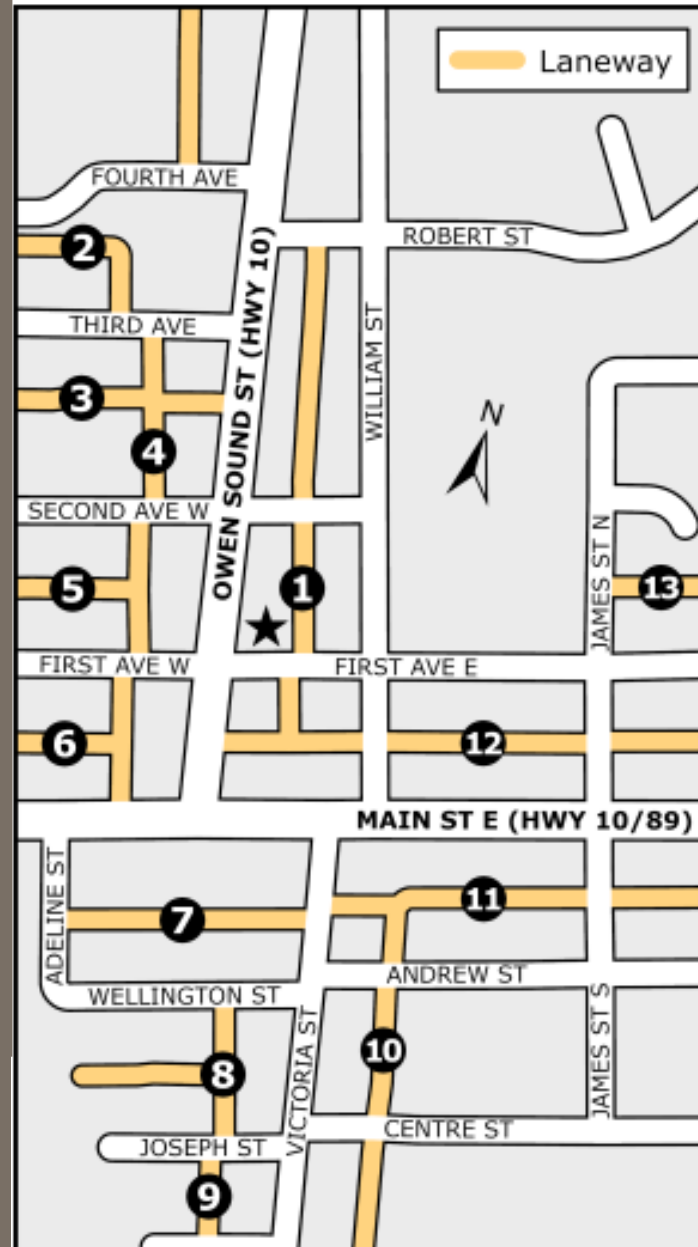 Laneway
FOURTH AVE
ROBERT ST
2
THIRD AVE
OWEN SOUND ST (HWY 10)
WILLIAM ST
3
N
4
SECOND AVE W
JAMES ST N
5
1
13
FIRST AVE W
FIRST AVE E
6
12
MAIN ST E (HWY 10/89)
ADELINE ST
7
11
ANDREW ST
WELLINGTON ST
VICTORIA ST
JAMES ST S
10
8
CENTRE ST
JOSEPH ST
9